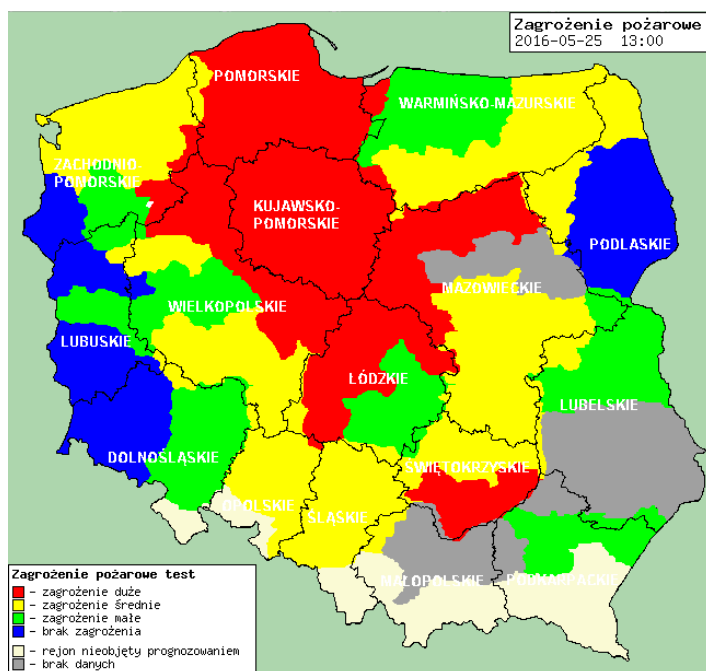 Zagrożenie pożarowe
2016-05-25 13:00
POMORSKIE
WARMIŃSKO-MAZURSKIE
ZACHODNIO-
POMORSKIE
KUJAWSKO-
POMORSKIE
PODLASKIE
MAZOWIECKIE
WIELKOPOLSKIE
LUBUSKIE
ŁÓDZKIE
LUBELSKIE
DOLNOŚLĄSKIE
ŚWIĘTOKRZYSKIE
OPOLSKIE
ŚLĄSKIE
MAŁOPOLSKIE
PODKARPACKIE
Zagrożenie pożarowe test
- zagrożenie duże
- zagrożenie średnie
- zagrożenie małe
- brak zagrożenia
- rejon nieobjęty prognozowaniem
- brak danych